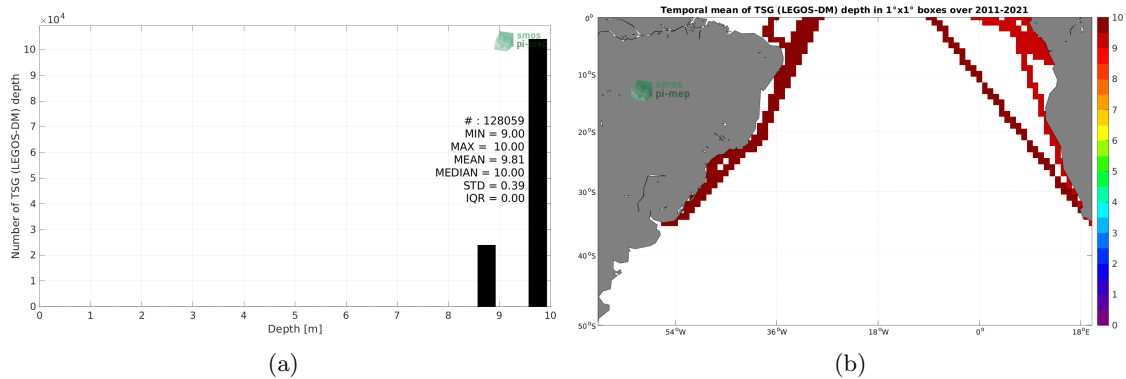 ×10⁴
10
9
8
7
6
5
4
3
2
1
0
Number of TSG (LEGOS-DM) depth
smos
pi-mep
# : 128059
MIN = 9.00
MAX = 10.00
MEAN = 9.81
MEDIAN = 10.00
STD = 0.39
IQR = 0.00
0 1 2 3 4 5 6 7 8 9 10
Depth [m]
(a)
Temporal mean of TSG (LEGOS-DM) depth in 1°x1° boxes over 2011-2021
0°
10°S
20°S
30°S
40°S
50°S
smos
pi-mep
54°W 36°W 18°W 0° 18°E
10
9
8
7
6
5
4
3
2
1
0
(b)